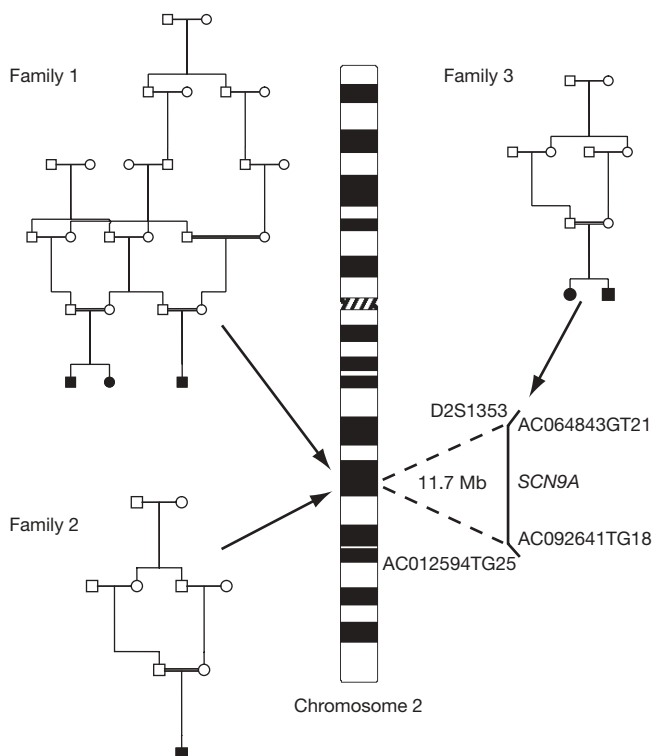 Family 1
Family 3
D2S1353
AC064843GT21
11.7 Mb
SCN9A
AC092641TG18
AC012594TG25
Family 2
Chromosome 2